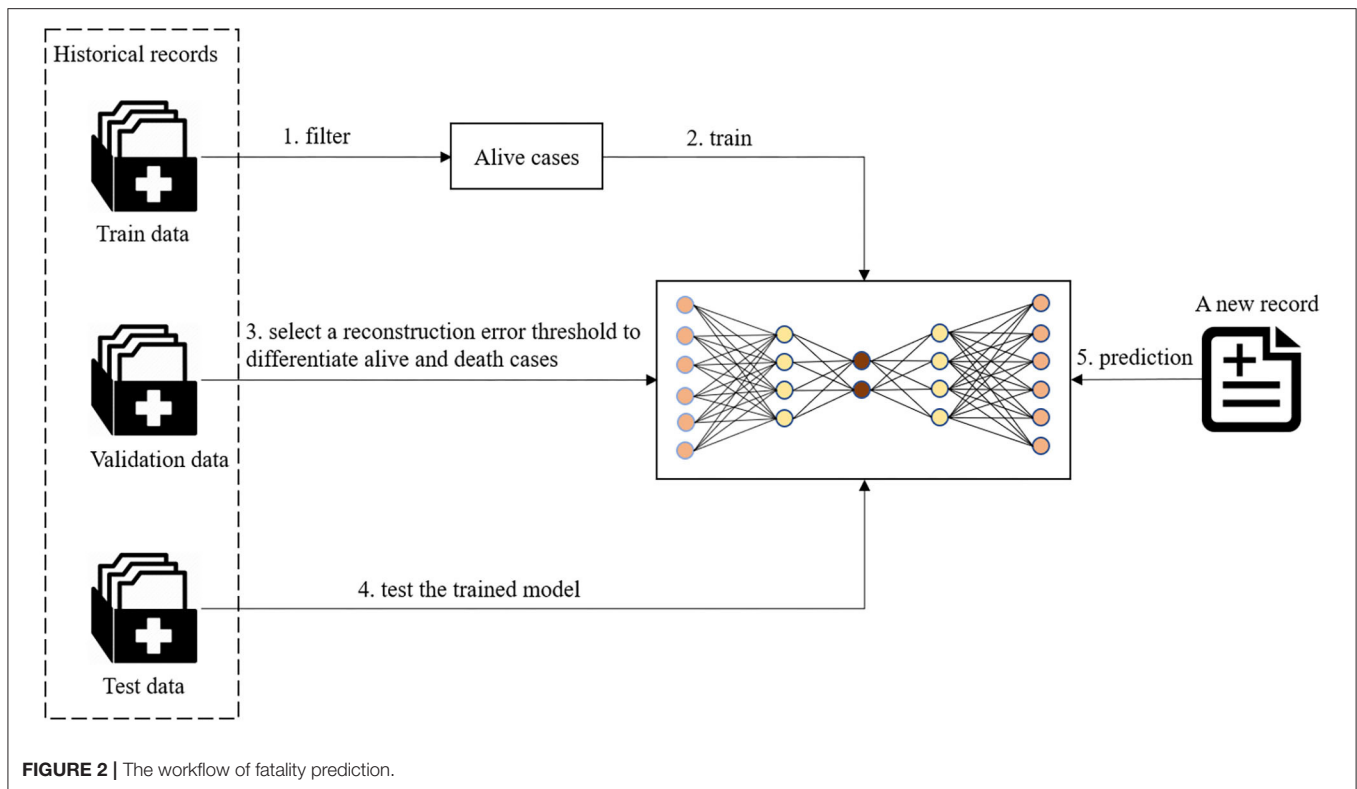 Historical records
1. filter
Alive cases
2. train
Train data
A new record
3. select a reconstruction error threshold to
differentiate alive and death cases
5. prediction
Validation data
4. test the trained model
Test data
FIGURE 2 | The workflow of fatality prediction.